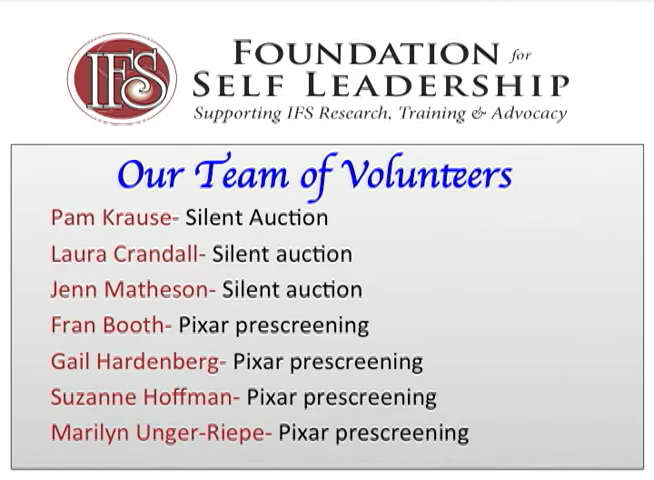 IFS
FOUNDATION for
SELF LEADERSHIP
Supporting IFS Research, Training & Advocacy
Our Team of Volunteers
Pam Krause- Silent Auction
Laura Crandall- Silent auction
Jenn Matheson- Silent auction
Fran Booth- Pixar prescreening
Gail Hardenberg- Pixar prescreening
Suzanne Hoffman- Pixar prescreening
Marilyn Unger-Riepe- Pixar prescreening